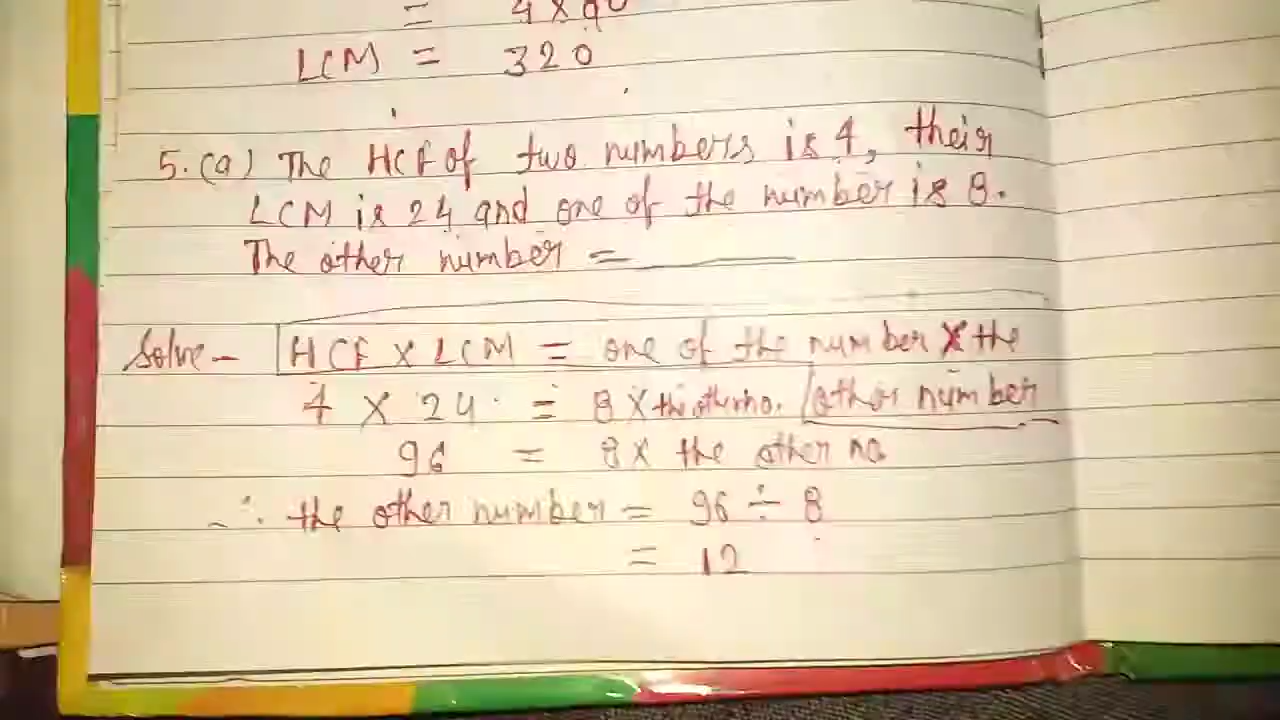 = 4 x
LCM = 320
5. (a) The HCF of two numbers is 4, their
LCM is 24 and one of the number is 8.
The other number = ______
Solve - HCF x LCM = one of the number x the
other number
4 x 24 = 8 x the other no.
96 = 8 x the other no
∴ the other number = 96 ÷ 8
= 12